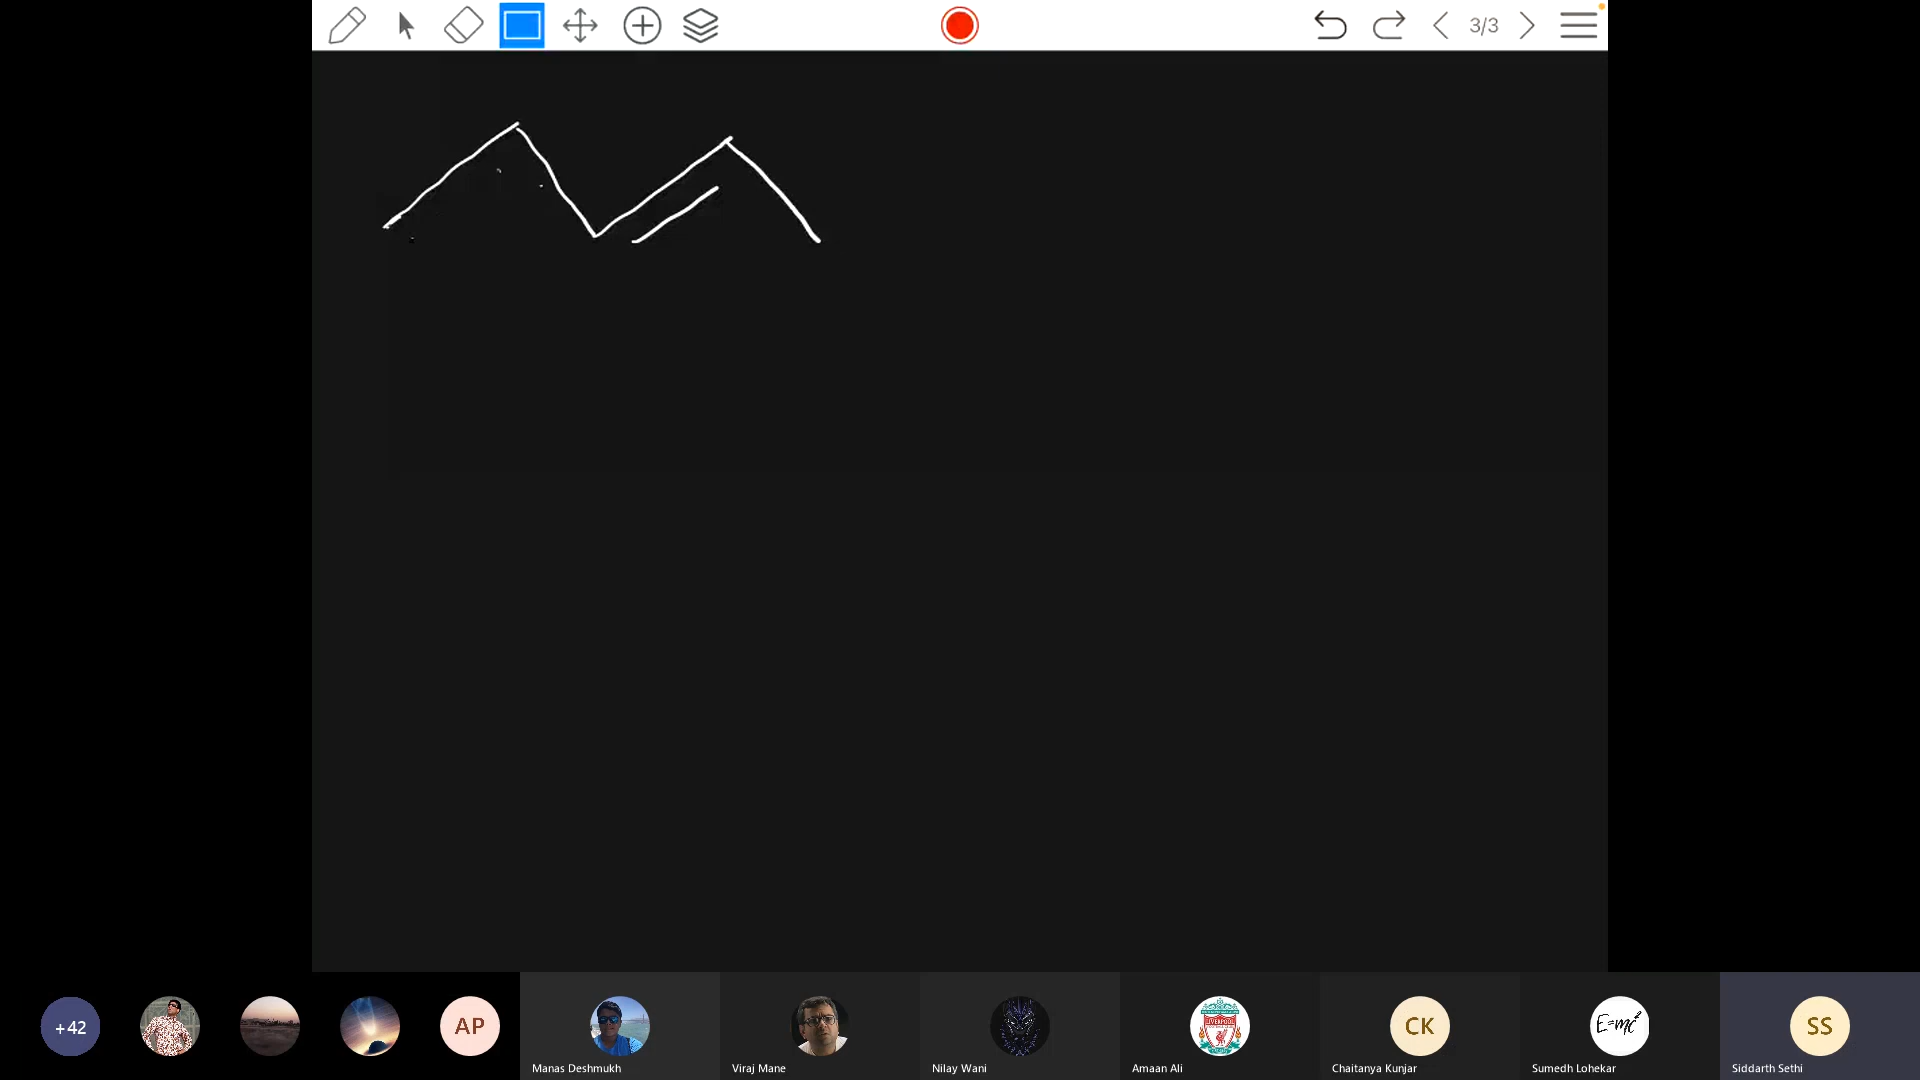 3/3
+42
AP
LIVERPOOL
CK
E=mc²
SS
Manas Deshmukh
Viraj Mane
Nilay Wani
Amaan Ali
Chaitanya Kunjar
Sumedh Lohekar
Siddarth Sethi